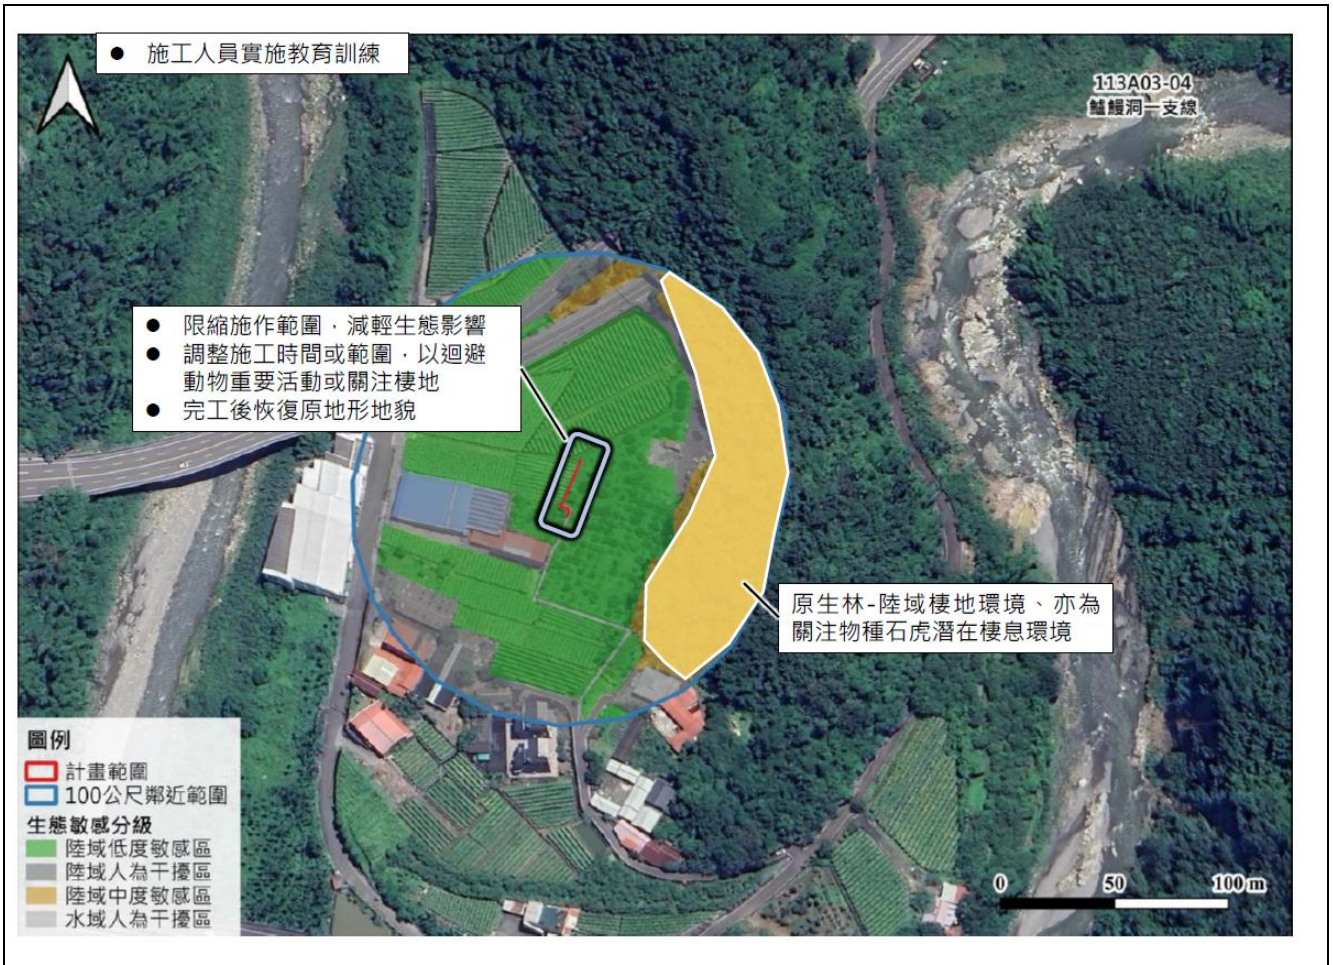 ● 施工人員實施教育訓練
113A03-04
鱸鰻洞一支線
● 限縮施作範圍，減輕生態影響
● 調整施工時間或範圍，以迴避
動物重要活動或關注棲地
● 完工後恢復原地形地貌
原生林-陸域棲地環境、亦為
關注物種石虎潛在棲息環境
圖例
計畫範圍
100公尺鄰近範圍
生態敏感分級
陸域低度敏感區
陸域人為干擾區
陸域中度敏感區
水域人為干擾區
0 50 100 m